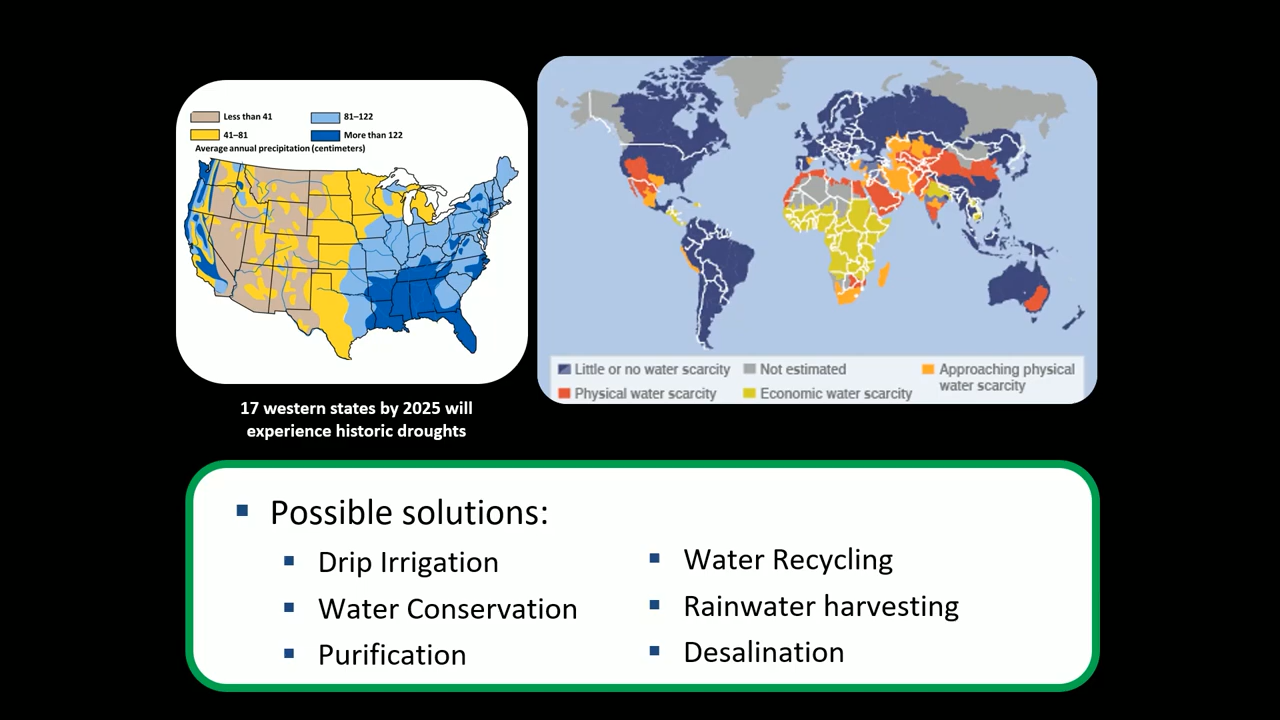 Less than 41
81–122
41–81
More than 122
Average annual precipitation (centimeters)
17 western states by 2025 will
experience historic droughts
Little or no water scarcity
Not estimated
Approaching physical
water scarcity
Physical water scarcity
Economic water scarcity
Possible solutions:
Drip Irrigation
Water Conservation
Purification
Water Recycling
Rainwater harvesting
Desalination